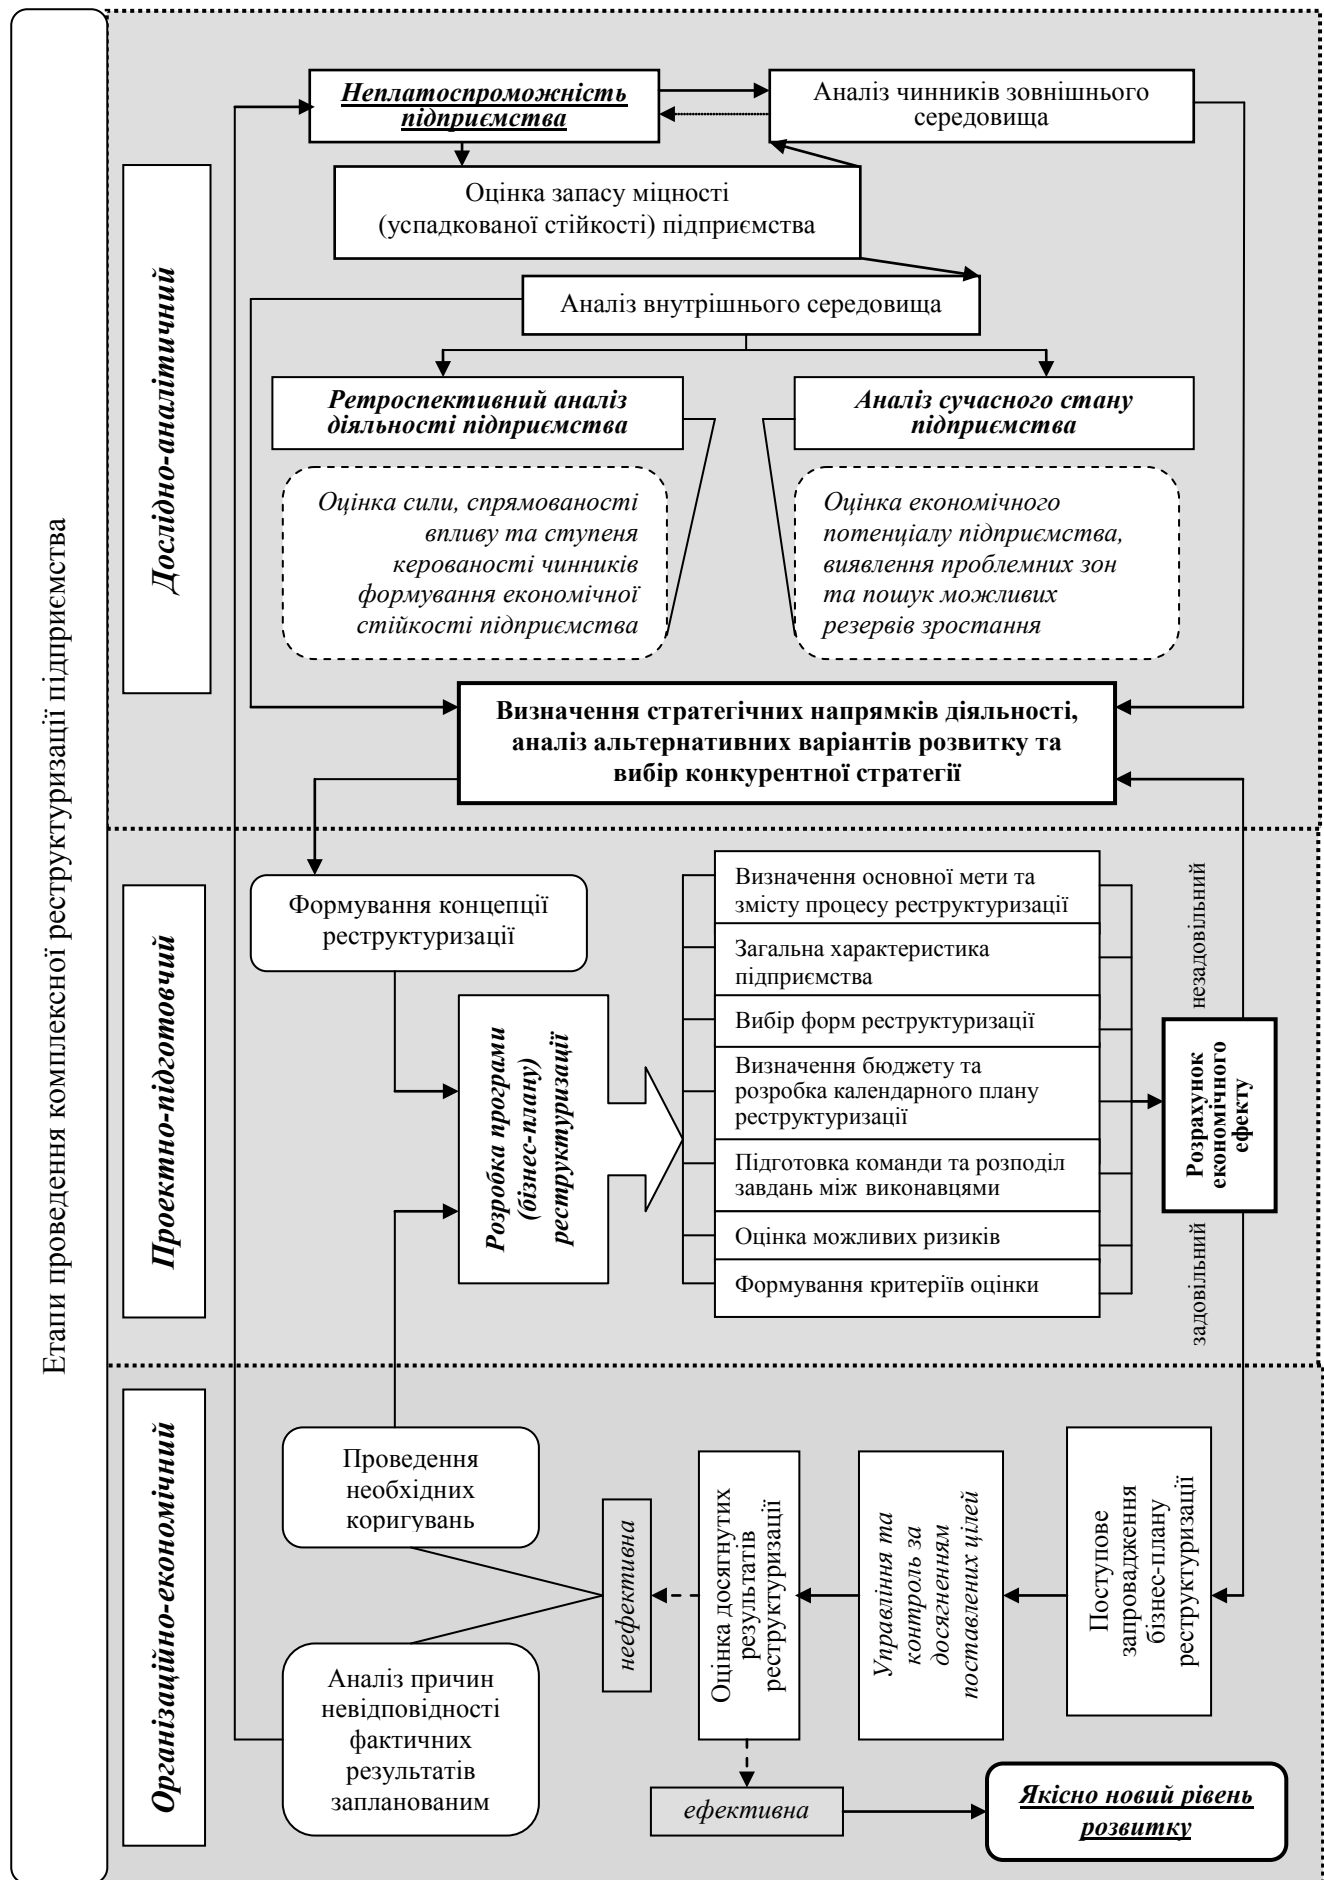 Етапи проведення комплексної реструктуризації підприємства
Дослідно-аналітичний
Неплатоспроможність
підприємства
Аналіз чинників зовнішнього
середовища
Оцінка запасу міцності
(успадкованої стійкості) підприємства
Аналіз внутрішнього середовища
Ретроспективний аналіз
діяльності підприємства
Аналіз сучасного стану
підприємства
Оцінка сили, спрямованості
впливу та ступеня
керованості чинників
формування економічної
стійкості підприємства
Оцінка економічного
потенціалу підприємства,
виявлення проблемних зон
та пошук можливих
резервів зростання
Визначення стратегічних напрямків діяльності,
аналіз альтернативних варіантів розвитку та
вибір конкурентної стратегії
Проектно-підготовчий
Формування концепції
реструктуризації
Розробка програми
(бізнес-плану)
реструктуризації
Визначення основної мети та
змісту процесу реструктуризації
Загальна характеристика
підприємства
Вибір форм реструктуризації
Визначення бюджету та
розробка календарного плану
реструктуризації
Підготовка команди та розподіл
завдань між виконавцями
Оцінка можливих ризиків
Формування критеріїв оцінки
незадовільний
Розрахунок
економічного
ефекту
задовільний
Організаційно-економічний
Проведення
необхідних
коригувань
Аналіз причин
невідповідності
фактичних
результатів
запланованим
неефективна
Оцінка досягнутих
результатів
реструктуризації
Управління та
контроль за
досягненням
поставлених цілей
Поступове
запровадження
бізнес-плану
реструктуризації
ефективна
Якісно новий рівень
розвитку